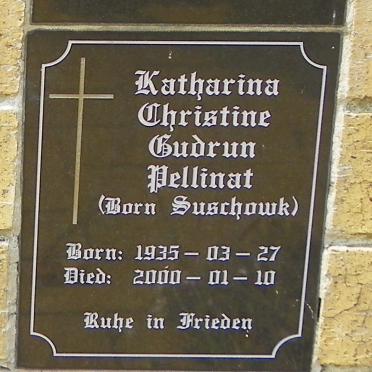 Katharina
Christine
Gudrun
Pellinat
(Born Suschowk)
Born: 1935 - 03 - 27
Died: 2000 - 01 - 10
Ruhe in Frieden